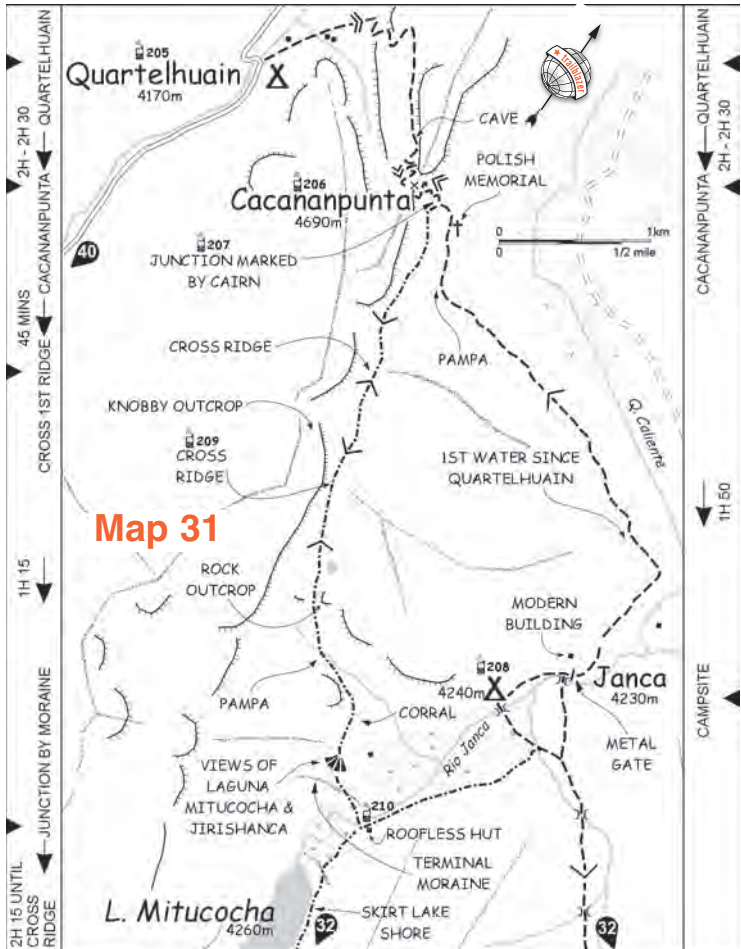 205
Quartelhuain
4170m
trailblazer
CAVE
POLISH
MEMORIAL
206
Cacananpunta
4690m
207
JUNCTION MARKED
BY CAIRN
0
1km
0
1/2 mile
40
CROSS RIDGE
PAMPA
KNOBBY OUTCROP
209
CROSS
RIDGE
1ST WATER SINCE
QUARTELHUAIN
Q. Caliente
Map 31
ROCK
OUTCROP
MODERN
BUILDING
208
4240m
Janca
4230m
PAMPA
CORRAL
METAL
GATE
Rio Janca
VIEWS OF
LAGUNA
MITUCOCHA &
JIRISHANCA
210
ROOFLESS HUT
TERMINAL
MORAINE
L. Mitucocha
4260m
SKIRT LAKE
SHORE
32
32
QUARTELHUAIN
2H - 2H 30
CACANANPUNTA
45 MINS
CROSS 1ST RIDGE
1H 15
JUNCTION BY MORAINE
2H 15 UNTIL
CROSS
RIDGE
QUARTELHUAIN
2H - 2H 30
CACANANPUNTA
1H 50
CAMPSITE